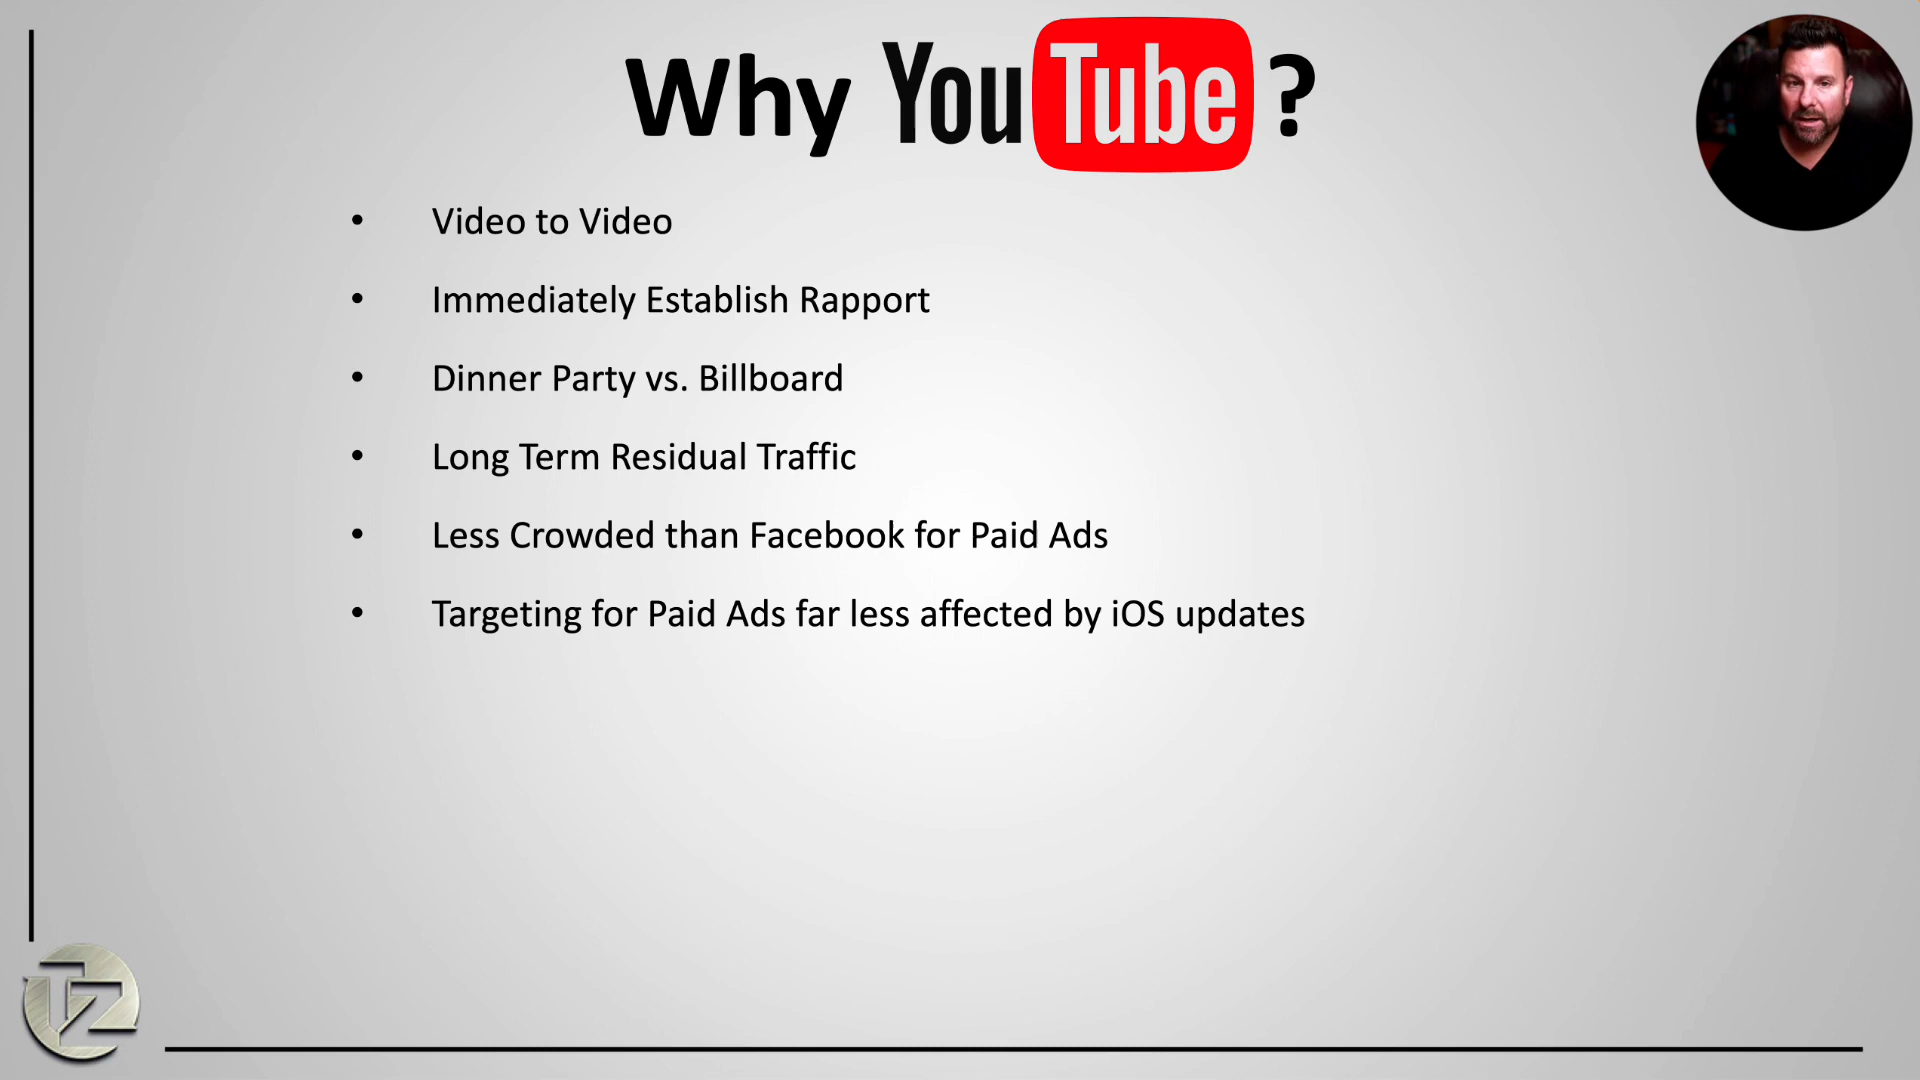 Why YouTube?
• Video to Video
• Immediately Establish Rapport
• Dinner Party vs. Billboard
• Long Term Residual Traffic
• Less Crowded than Facebook for Paid Ads
• Targeting for Paid Ads far less affected by iOS updates
TZ